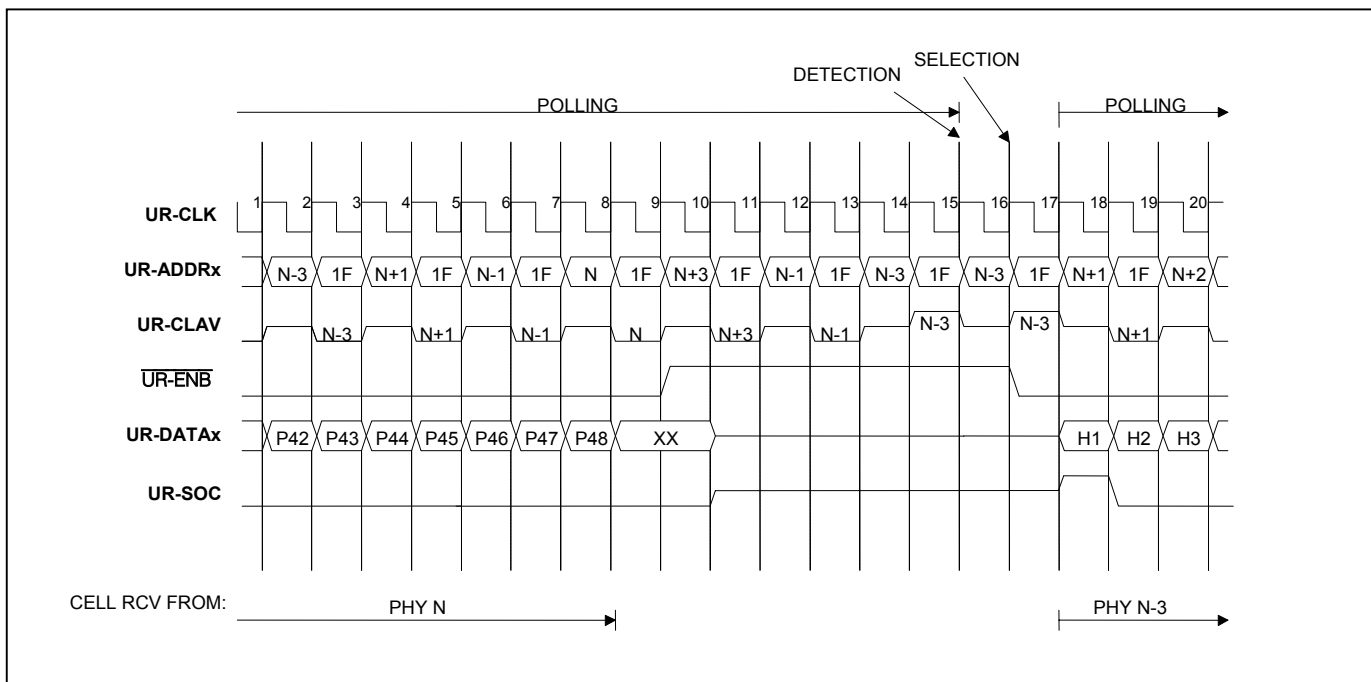 SELECTION
DETECTION
POLLING POLLING
UR-CLK 1 2 3 4 5 6 7 8 9 10 11 12 13 14 15 16 17 18 19 20
UR-ADDRx N-3 1F N+1 1F N-1 1F N 1F N+3 1F N-1 1F N-3 1F N-3 1F N+1 1F N+2
UR-CLAV N-3 N+1 N-1 N N+3 N-1 N-3 N-3 N+1
UR-ENB
UR-DATAx P42 P43 P44 P45 P46 P47 P48 XX H1 H2 H3
UR-SOC
CELL RCV FROM: PHY N PHY N-3